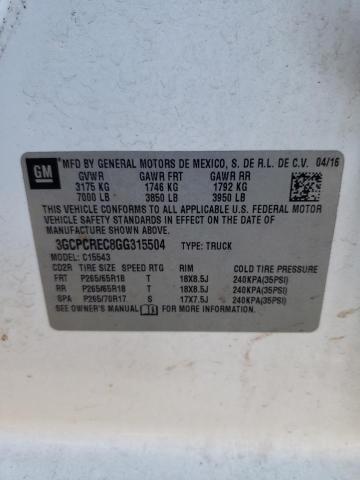 GM
MFD BY GENERAL MOTORS DE MEXICO, S. DE R.L. DE C.V. 04/16
GVWR GAWR FRT GAWR RR
3175 KG 1746 KG 1792 KG
7000 LB 3850 LB 3950 LB
THIS VEHICLE CONFORMS TO ALL APPLICABLE U.S. FEDERAL MOTOR
VEHICLE SAFETY STANDARDS IN EFFECT ON THE DATE OF
MANUFACTURE SHOWN ABOVE.
3GCPCREC8GG315504 TYPE: TRUCK
MODEL: C15543
CD2R TIRE SIZE SPEED RTG RIM COLD TIRE PRESSURE
FRT P265/65R18 T 18X8.5J 240KPA(35PSI)
RR P265/65R18 T 18X8.5J 240KPA(35PSI)
SPA P265/70R17 S 17X7.5J 240KPA(35PSI)
SEE OWNER'S MANUAL FOR MORE INFORMATION.